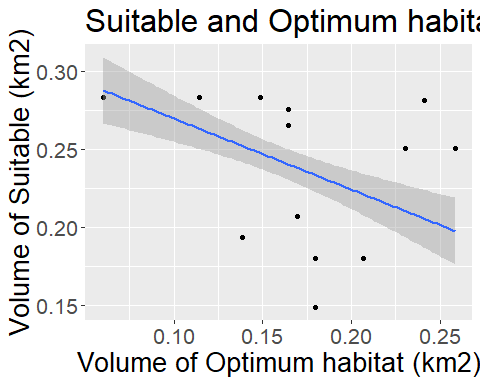 Suitable and Optimum habita
Volume of Suitable (km2)
0.30
0.25
0.20
0.15
0.10 0.15 0.20 0.25
Volume of Optimum habitat (km2)